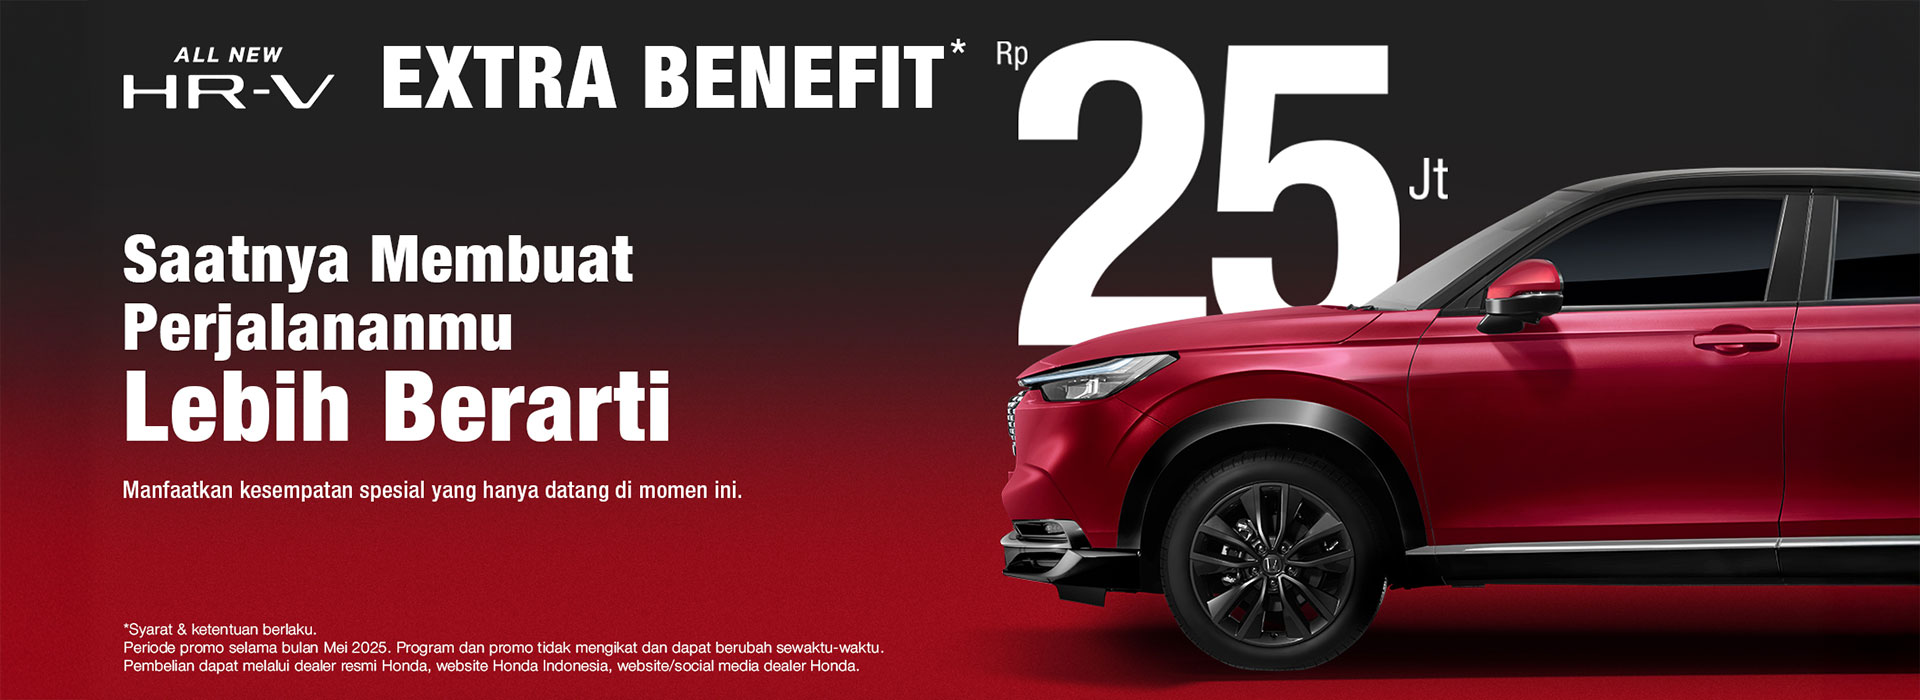 ALL NEW
HR-V
EXTRA BENEFIT*
Rp 25 Jt
Saatnya Membuat
Perjalananmu
Lebih Berarti
Manfaatkan kesempatan spesial yang hanya datang di momen ini.
*Syarat & ketentuan berlaku.
Periode promo selama bulan Mei 2025. Program dan promo tidak mengikat dan dapat berubah sewaktu-waktu.
Pembelian dapat melalui dealer resmi Honda, website Honda Indonesia, website/social media dealer Honda.